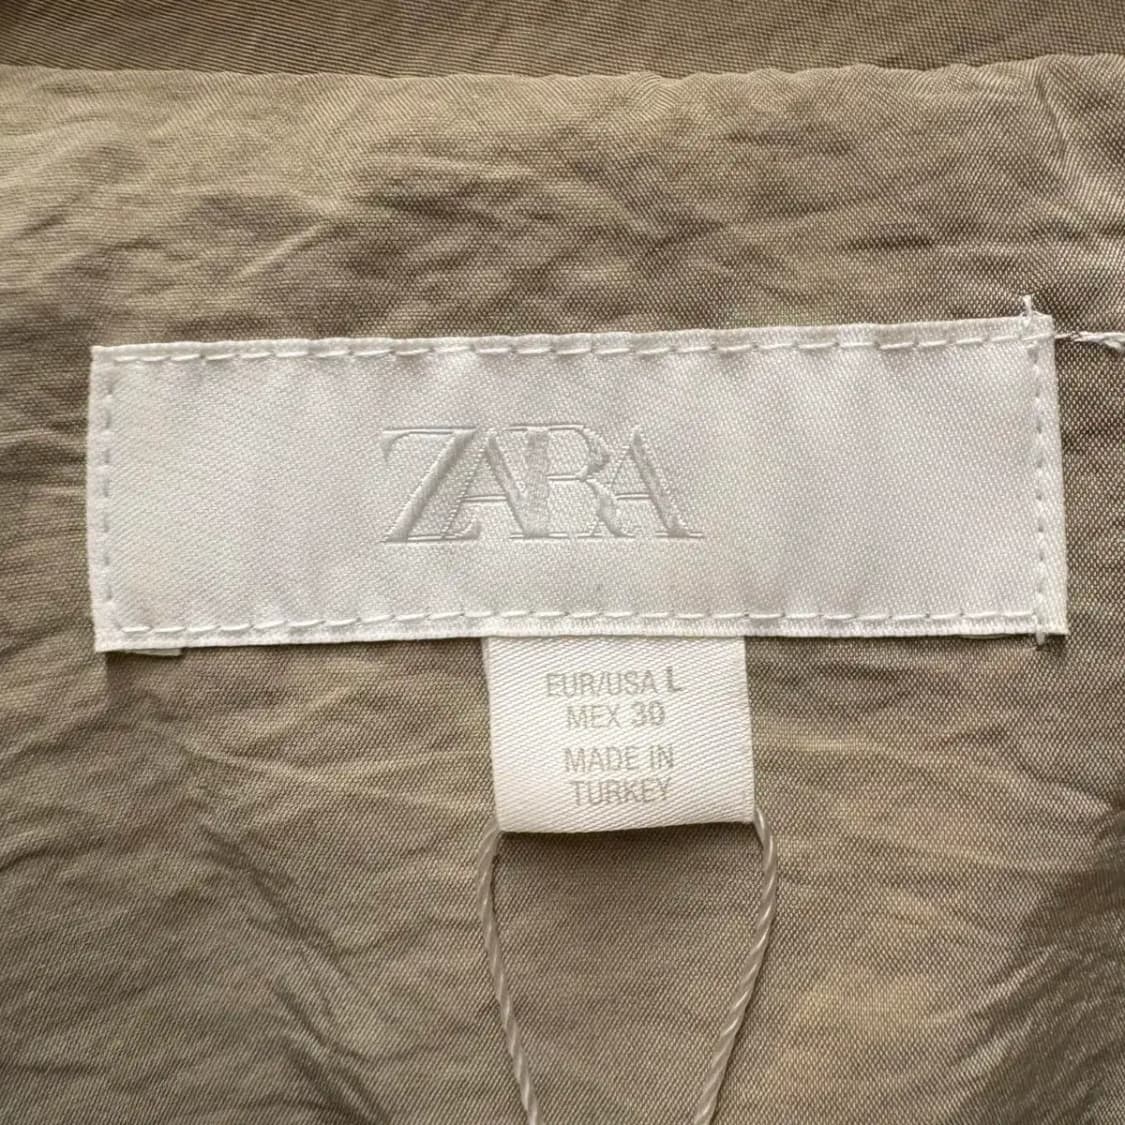 ZARA
EUR/USA L
MEX 30
MADE IN
TURKEY